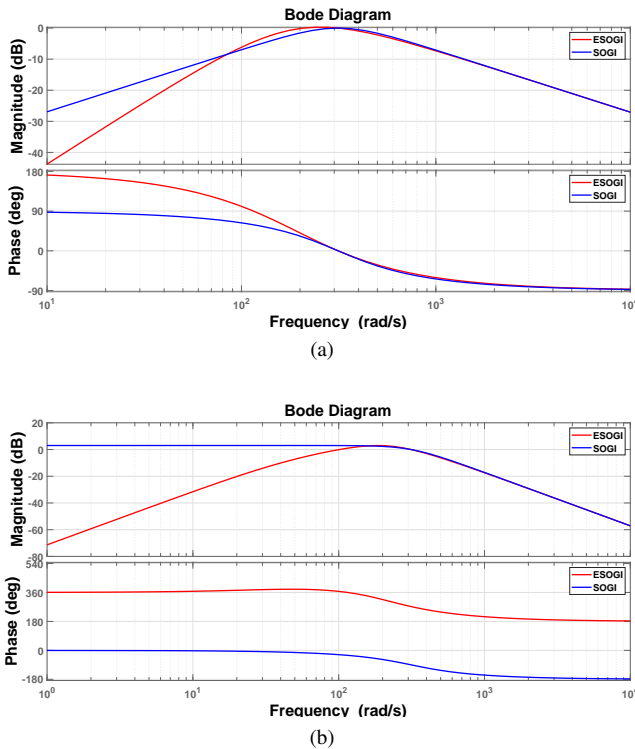 Bode Diagram
0
-10
-20
-30
-40
Magnitude (dB)
ESOGI
SOGI
180
90
0
-90
Phase (deg)
ESOGI
SOGI
10^1
10^2
10^3
Frequency (rad/s)
(a)
Bode Diagram
20
0
-20
-40
-60
-80
Magnitude (dB)
ESOGI
SOGI
540
360
180
0
-180
Phase (deg)
ESOGI
SOGI
10^0
10^1
10^2
10^3
Frequency (rad/s)
(b)